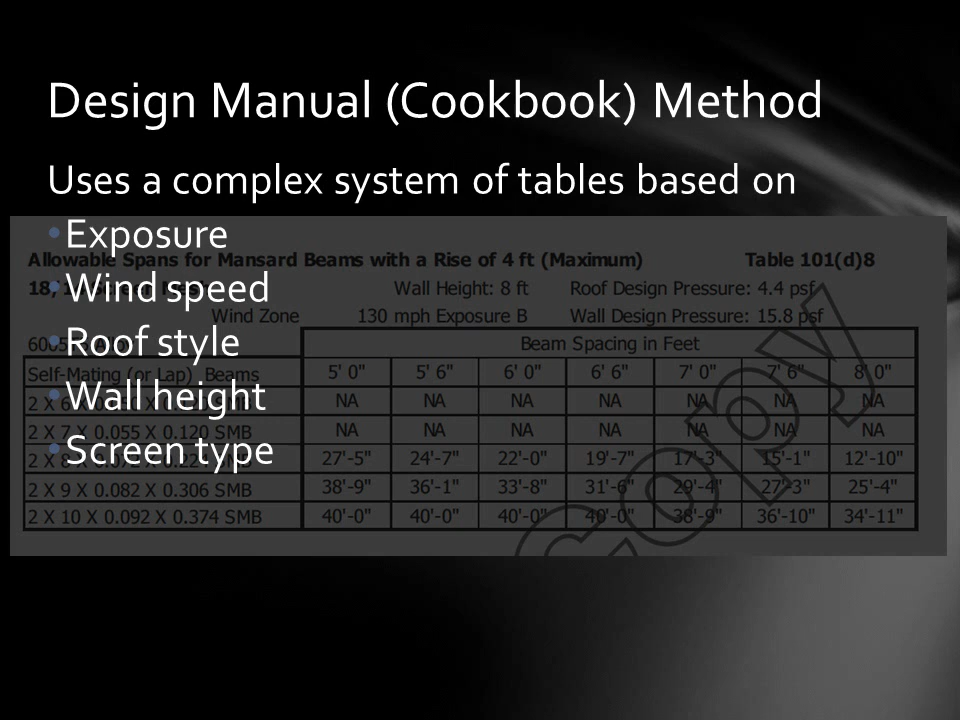 Design Manual (Cookbook) Method
Uses a complex system of tables based on
• Exposure
• Wind speed
• Roof style
• Wall height
• Screen type
Allowable Spans for Mansard Beams with a Rise of 4 ft (Maximum) Table 101(d)8
18/ Wall Height: 8 ft Roof Design Pressure: 4.4 psf
Wind Zone 130 mph Exposure B Wall Design Pressure: 15.8 psf
Beam Spacing in Feet
Self-Mating (or Lap) Beams 5' 0" 5' 6" 6' 0" 6' 6" 7' 0" 7' 6" 8' 0"
2 X 6 SMB NA NA NA NA NA NA NA
2 X 7 X 0.055 X 0.120 SMB NA NA NA NA NA NA NA
2 X 8 X SMB 27'-5" 24'-7" 22'-0" 19'-7" 17'-3" 15'-1" 12'-10"
2 X 9 X 0.082 X 0.306 SMB 38'-9" 36'-1" 33'-8" 31'-6" 29'-4" 27'-3" 25'-4"
2 X 10 X 0.092 X 0.374 SMB 40'-0" 40'-0" 40'-0" 40'-0" 38'-9" 36'-10" 34'-11"
Copy